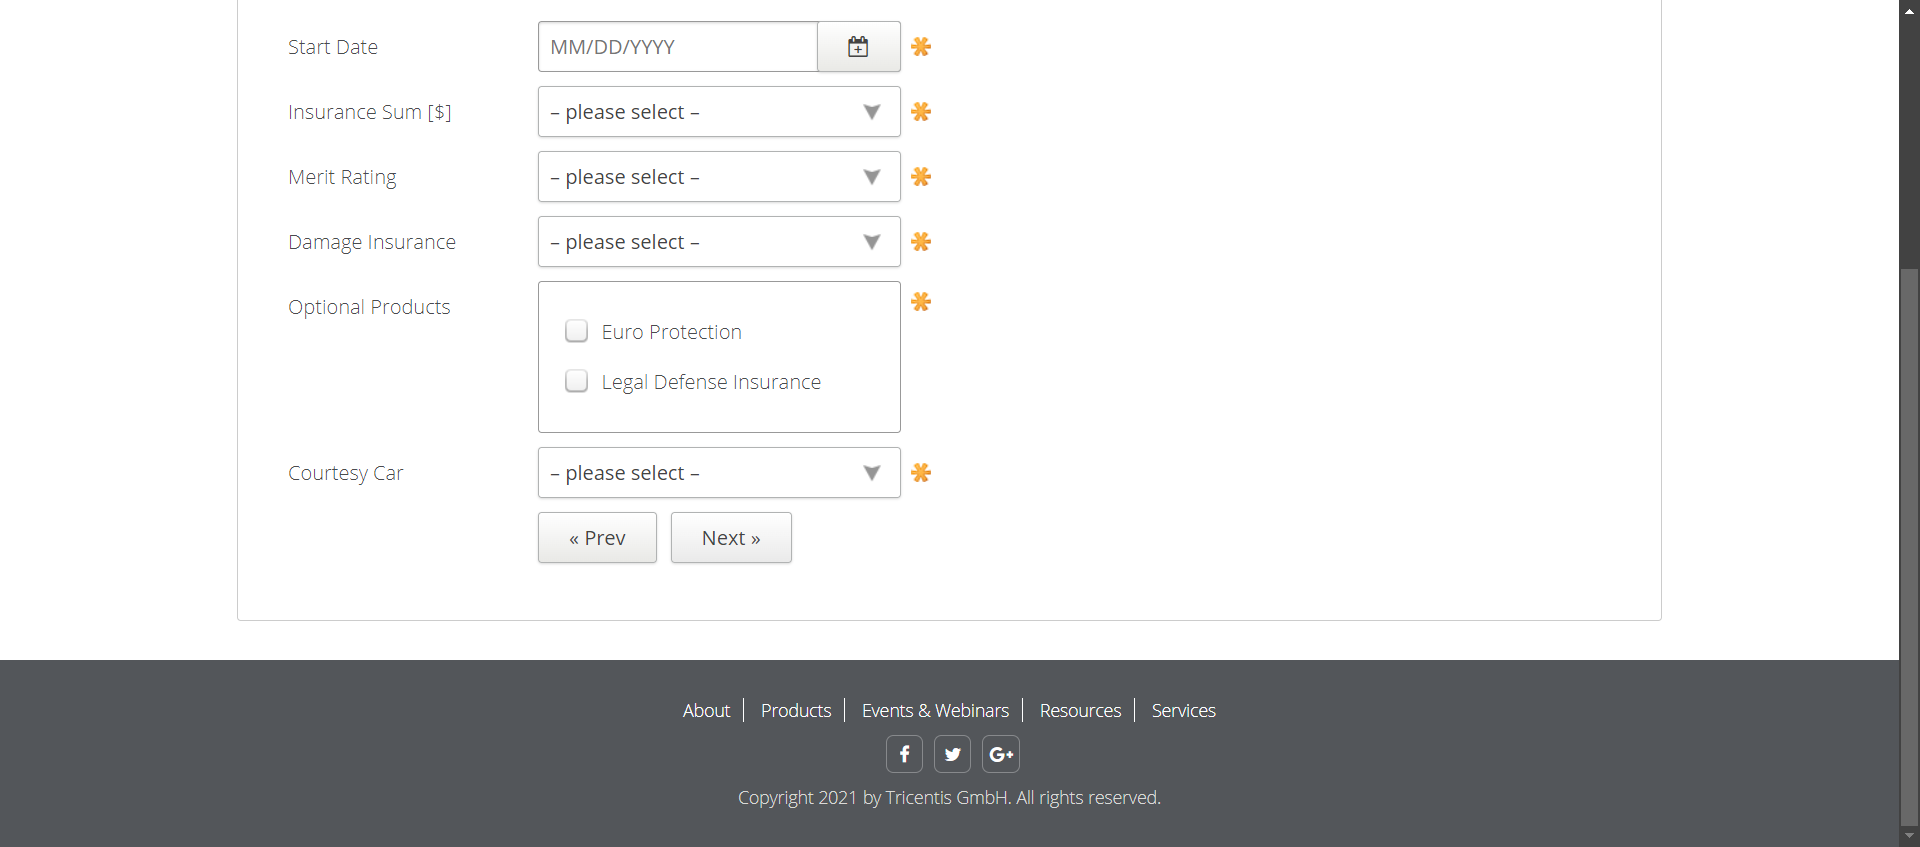 Start Date
MM/DD/YYYY
Insurance Sum [$]
– please select –
Merit Rating
– please select –
Damage Insurance
– please select –
Optional Products
Euro Protection
Legal Defense Insurance
Courtesy Car
– please select –
« Prev
Next »
About
Products
Events & Webinars
Resources
Services
Copyright 2021 by Tricentis GmbH. All rights reserved.